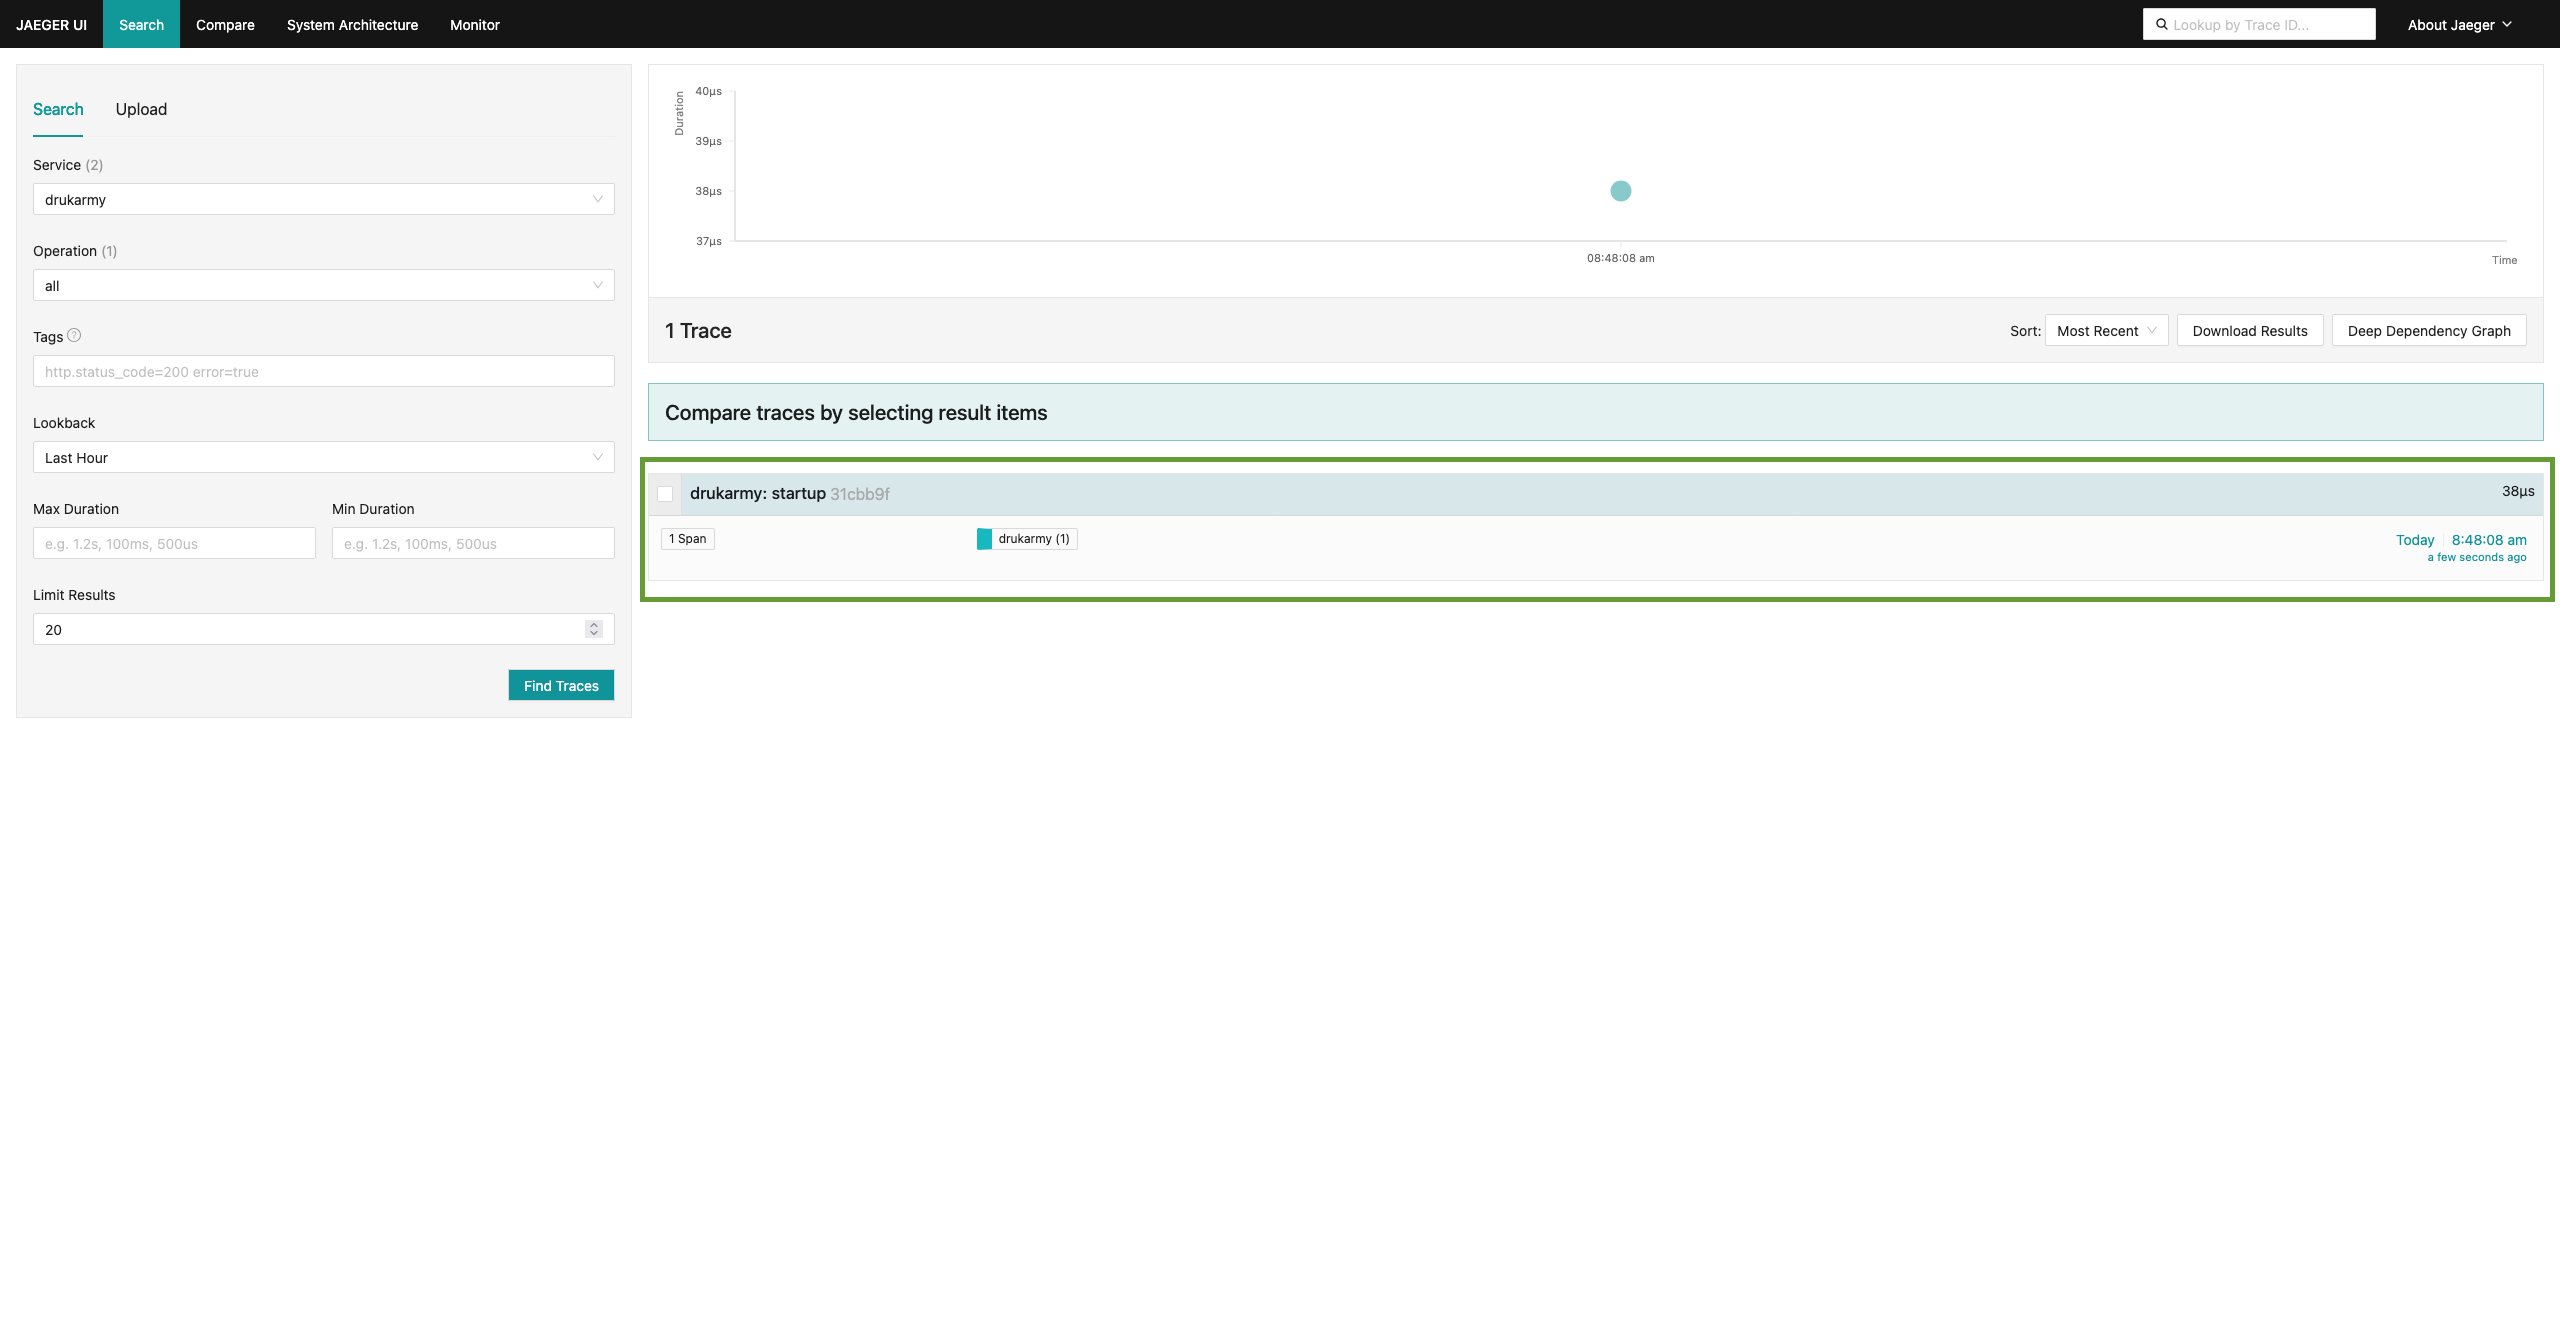 JAEGER UI Search Compare System Architecture Monitor Lookup by Trace ID... About Jaeger
Search Upload
Service (2)
drukarmy
Operation (1)
all
Tags ?
http.status_code=200 error=true
Lookback
Last Hour
Max Duration Min Duration
e.g. 1.2s, 100ms, 500us e.g. 1.2s, 100ms, 500us
Limit Results
20
Find Traces
Duration
40μs
39μs
38μs
37μs
08:48:08 am
Time
1 Trace
Sort: Most Recent Download Results Deep Dependency Graph
Compare traces by selecting result items
drukarmy: startup 31cbb9f 38μs
1 Span drukarmy (1) Today 8:48:08 am
a few seconds ago